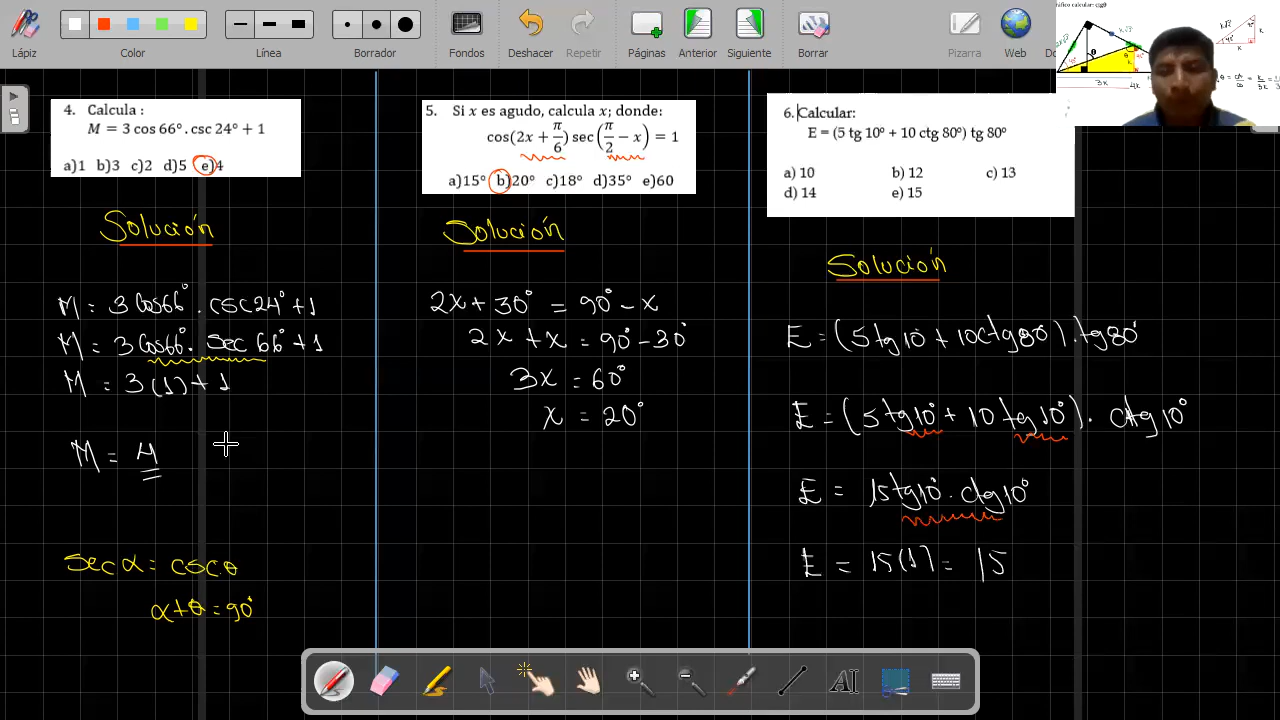 Lápiz
Color
Línea
Borrador
Fondos
Deshacer
Repetir
Páginas
Anterior
Siguiente
Borrar
Pizarra
Web
4. Calcula :
M = 3 cos 66° . csc 24° + 1
a)1 b)3 c)2 d)5 e)4
Solución
M = 3 Cos66° . csc24° + 1
M = 3 Cos66° . Sec 66° + 1
M = 3(1) + 1
M = 4
Sec α = csc θ
α + θ = 90°
5. Si x es agudo, calcula x; donde:
cos(2x + π/6) sec(π/2 − x) = 1
a)15° b)20° c)18° d)35° e)60
Solución
2x + 30° = 90° − x
2x + x = 90° − 30°
3x = 60°
x = 20°
6. Calcular:
E = (5 tg 10° + 10 ctg 80°) tg 80°
a) 10 b) 12 c) 13
d) 14 e) 15
Solución
E = (5tg10° + 10ctg80°) . tg80°
E = (5tg10° + 10 tg10°) . ctg10°
E = 15tg10° . ctg10°
E = 15(1) = 15
AI